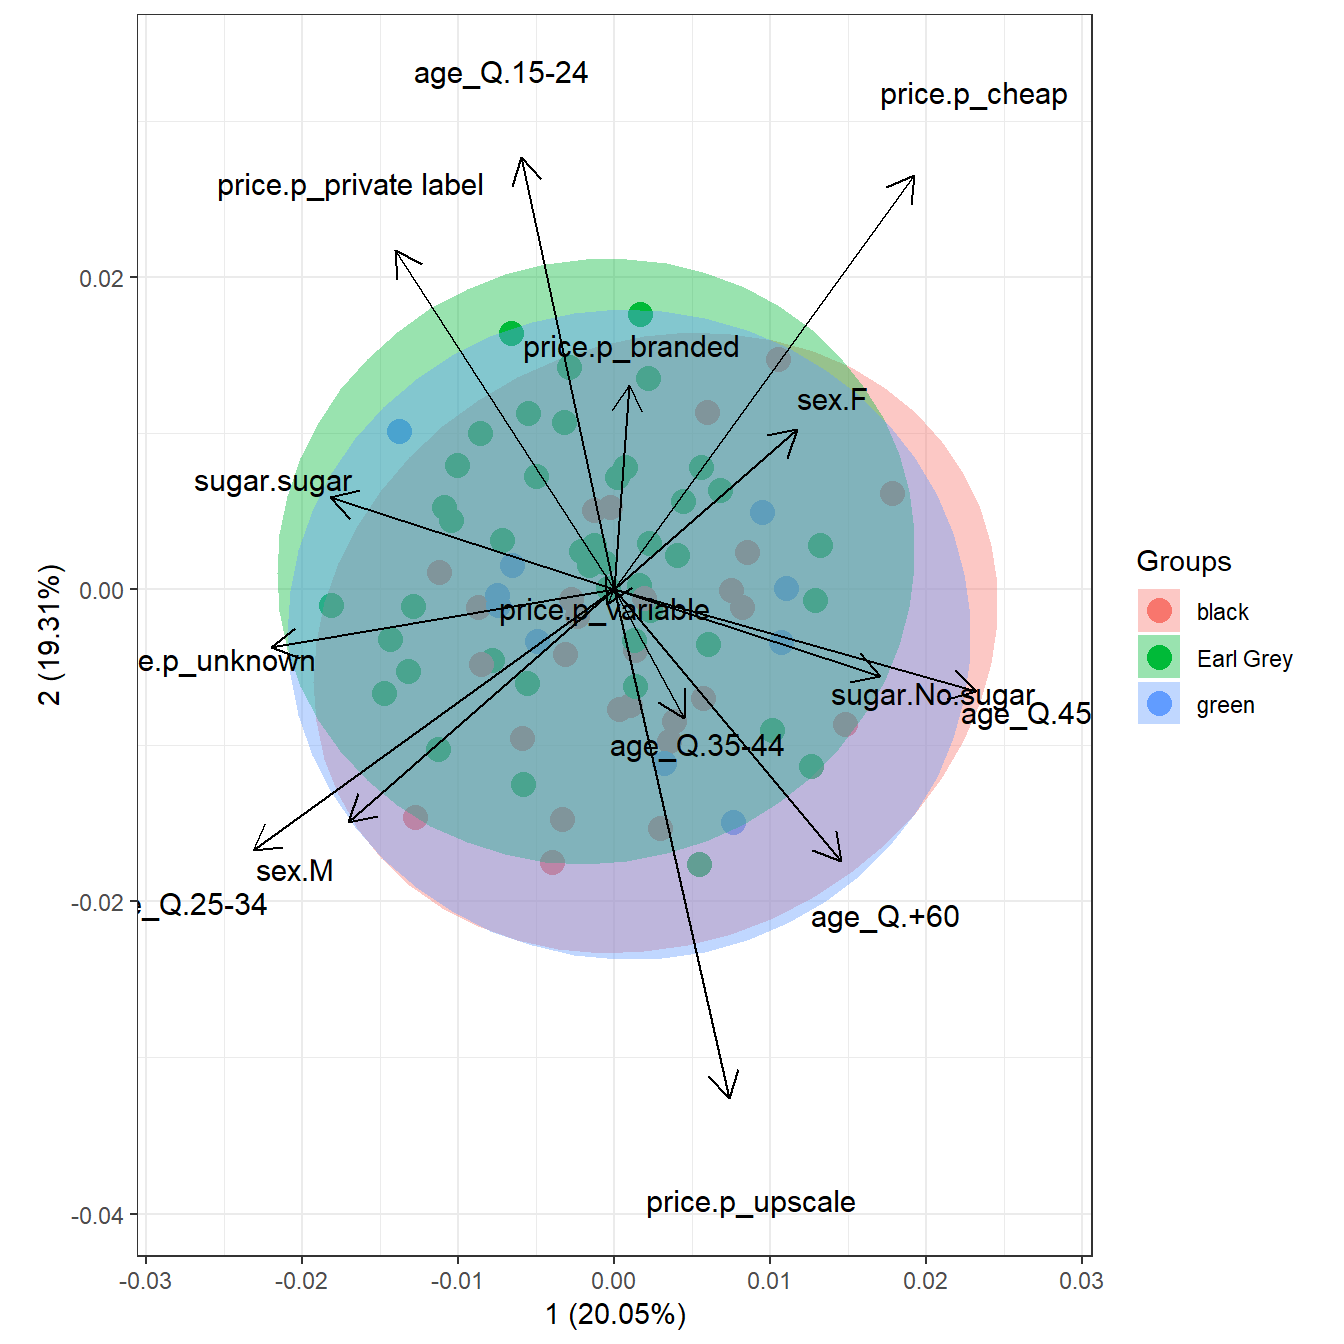 age_Q.15-24
price.p_cheap
price.p_private label
0.02
price.p_branded
sex.F
sugar.sugar
0.00
price.p_variable
e.p_unknown
sugar.No.sugar
age_Q.45
age_Q.35-44
sex.M
-0.02
_Q.25-34
age_Q.+60
price.p_upscale
-0.04
-0.03
-0.02
-0.01
0.00
0.01
0.02
0.03
1 (20.05%)
2 (19.31%)
Groups
black
Earl Grey
green